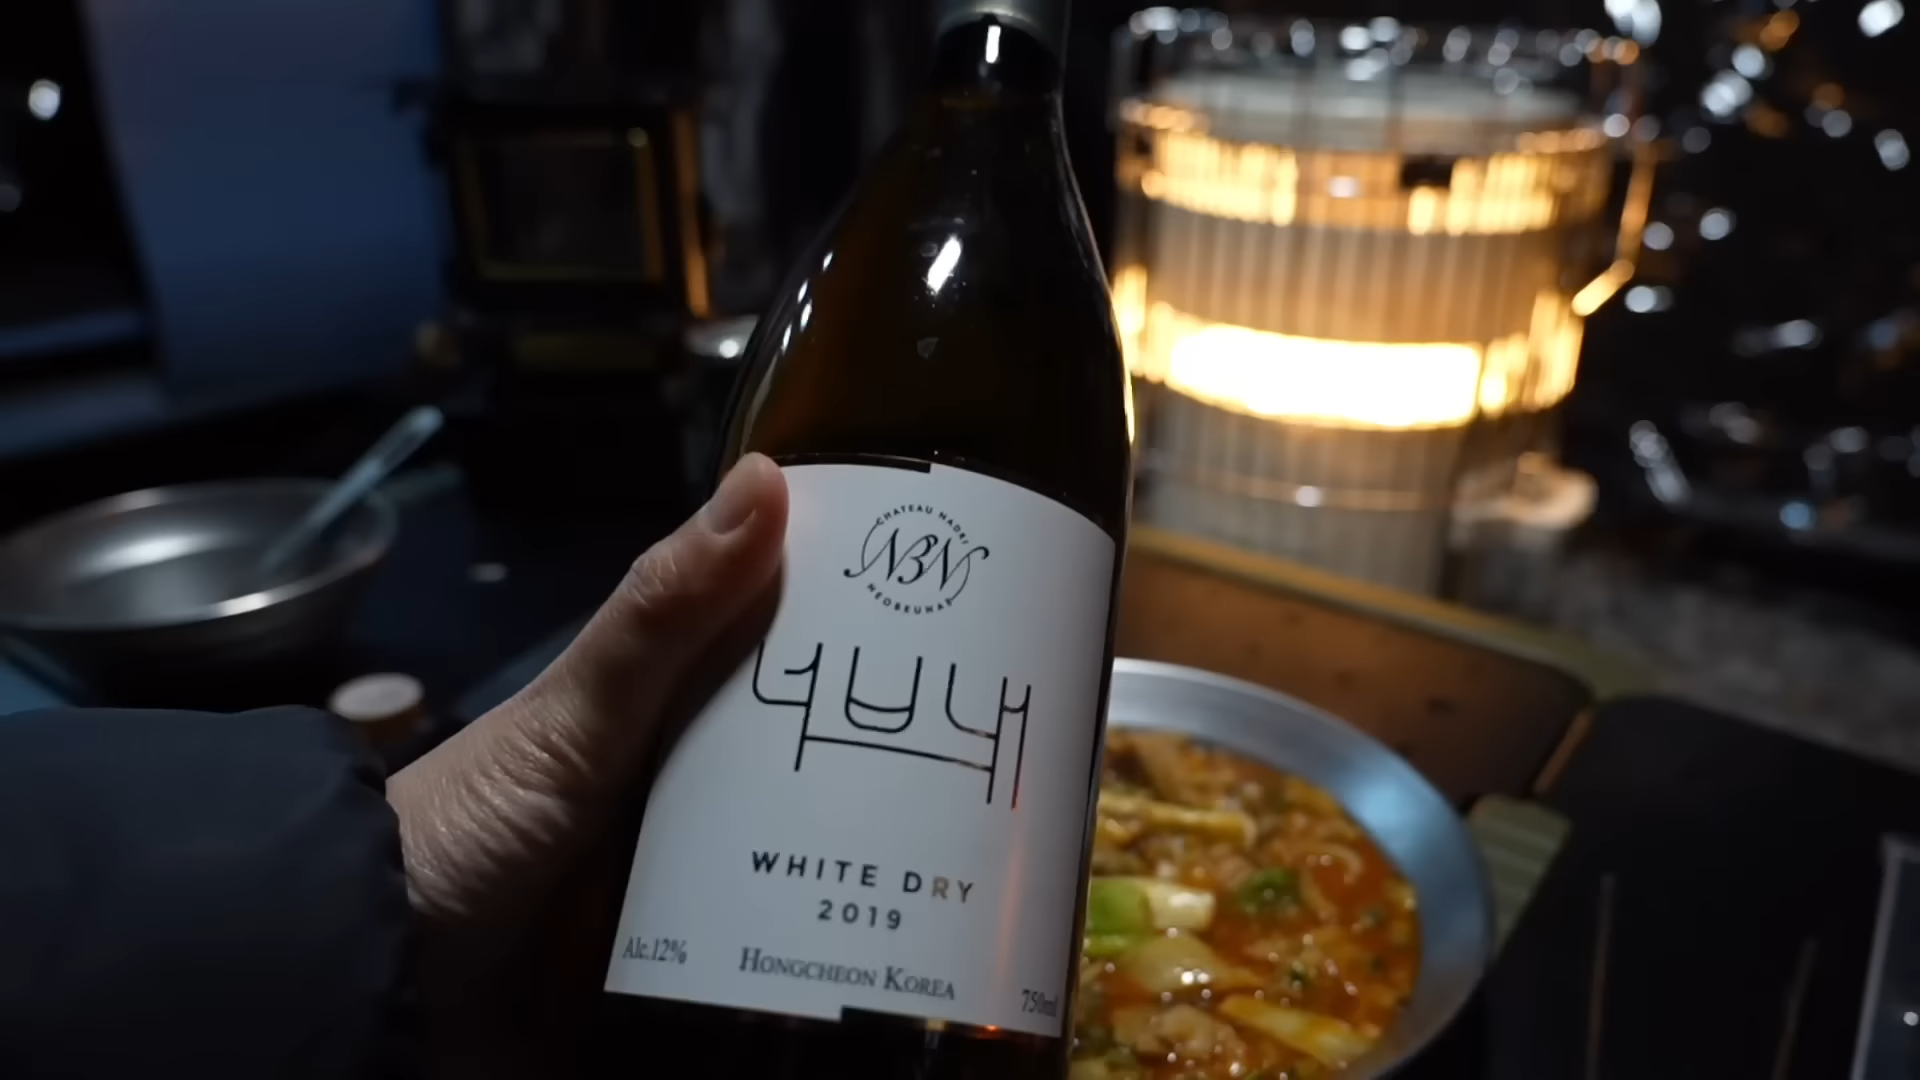 CHATEAU NADRI
NBN
NEOBEUNAE
너브내
WHITE DRY
2019
Alc.12%
HONGCHEON KOREA
750ml